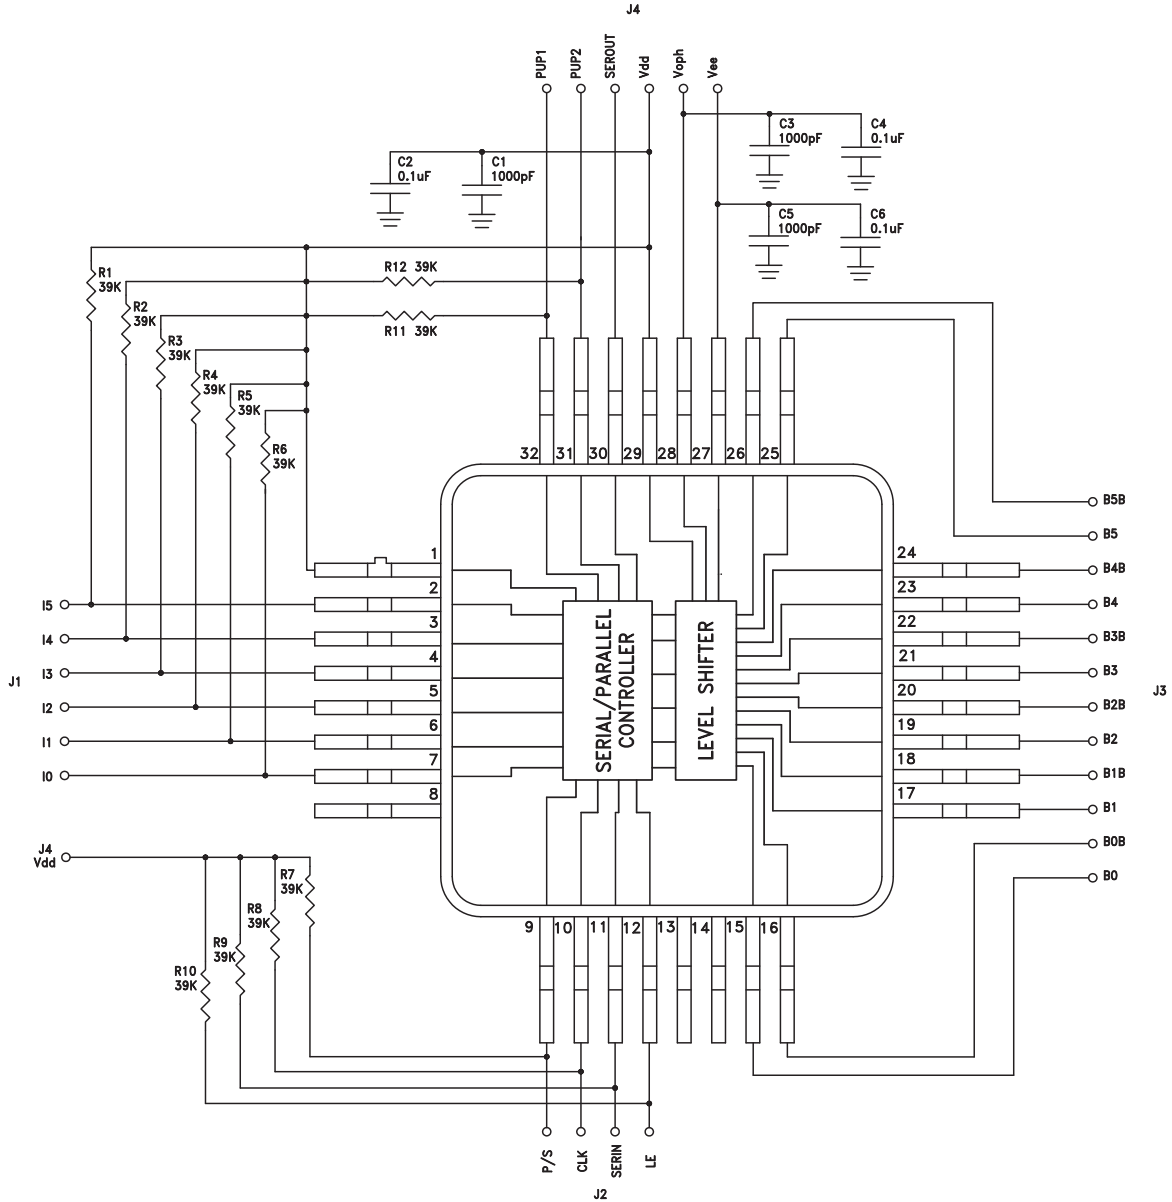 J4
PUP1
PUP2
SEROUT
Vdd
Voph
Vee
C3
1000pF
C4
0.1uF
C2
0.1uF
C1
1000pF
C5
1000pF
C6
0.1uF
R12 39K
R11 39K
R1
39K
R2
39K
R3
39K
R4
39K
R5
39K
R6
39K
32
31
30
29
28
27
26
25
B5B
B5
B4B
B4
B3B
B3
B2B
B2
B1B
B1
B0B
B0
J3
24
23
22
21
20
19
18
17
1
2
3
4
5
6
7
8
I5
I4
I3
I2
I1
I0
J1
SERIAL/PARALLEL
CONTROLLER
LEVEL SHIFTER
J4
Vdd
R7
39K
R8
39K
R9
39K
R10
39K
9
10
11
12
13
14
15
16
P/S
CLK
SERIN
LE
J2